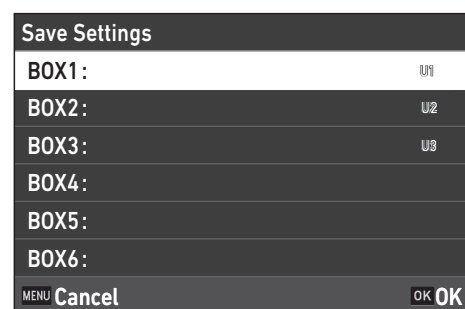 Save Settings
BOX1: U1
BOX2: U2
BOX3: U3
BOX4:
BOX5:
BOX6:
MENU Cancel OK OK